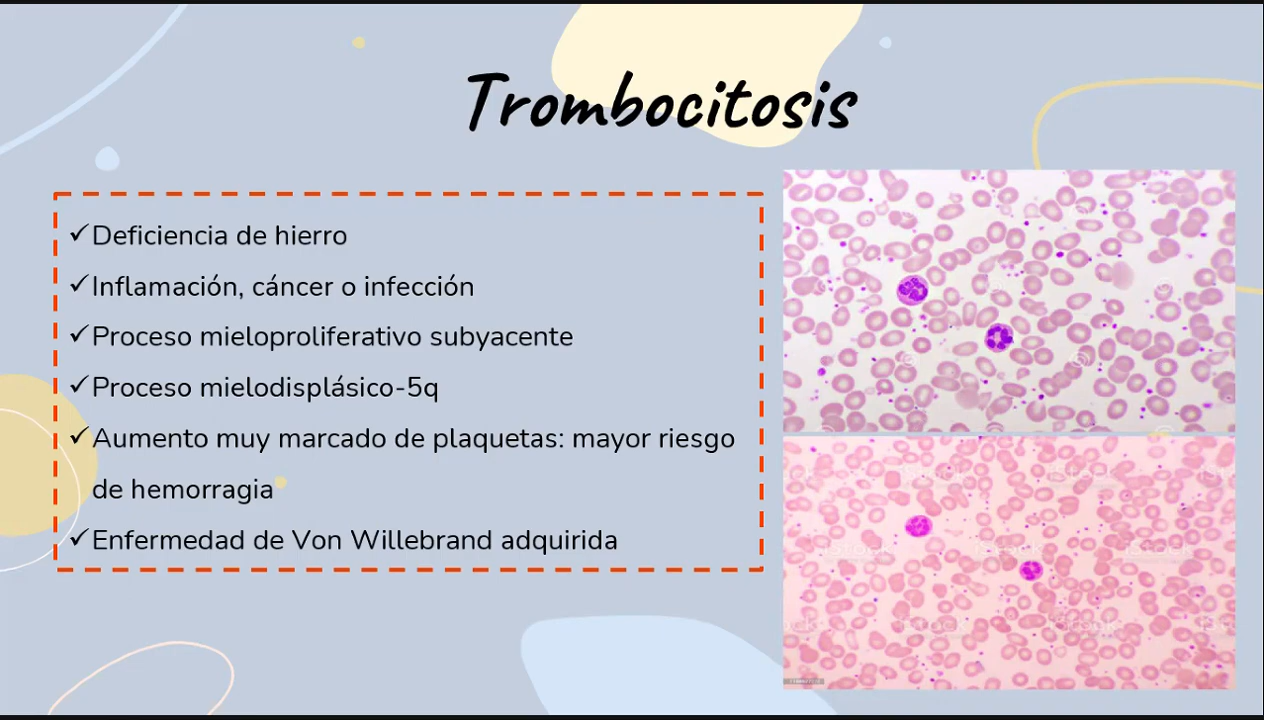 Trombocitosis
✓Deficiencia de hierro
✓Inflamación, cáncer o infección
✓Proceso mieloproliferativo subyacente
✓Proceso mielodisplásico-5q
✓Aumento muy marcado de plaquetas: mayor riesgo
de hemorragia
✓Enfermedad de Von Willebrand adquirida
iStock